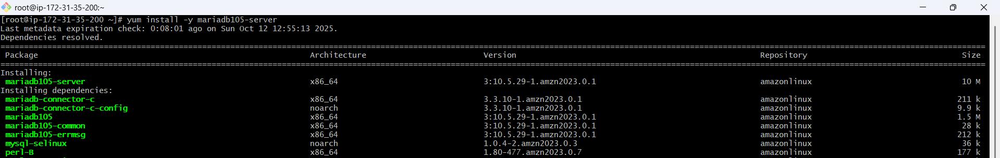 root@ip-172-31-35-200:~
[root@ip-172-31-35-200 ~]# yum install -y mariadb105-server
Last metadata expiration check: 0:08:01 ago on Sun Oct 12 12:55:13 2025.
Dependencies resolved.
Package Architecture Version Repository Size
Installing:
mariadb105-server x86_64 3:10.5.29-1.amzn2023.0.1 amazonlinux 10 M
Installing dependencies:
mariadb-connector-c x86_64 3.3.10-1.amzn2023.0.1 amazonlinux 211 k
mariadb-connector-c-config noarch 3.3.10-1.amzn2023.0.1 amazonlinux 9.9 k
mariadb105 x86_64 3:10.5.29-1.amzn2023.0.1 amazonlinux 1.5 M
mariadb105-common x86_64 3:10.5.29-1.amzn2023.0.1 amazonlinux 28 k
mariadb105-errmsg x86_64 3:10.5.29-1.amzn2023.0.1 amazonlinux 212 k
mysql-selinux noarch 1.0.4-2.amzn2023.0.3 amazonlinux 36 k
perl-B x86_64 1.80-477.amzn2023.0.7 amazonlinux 177 k